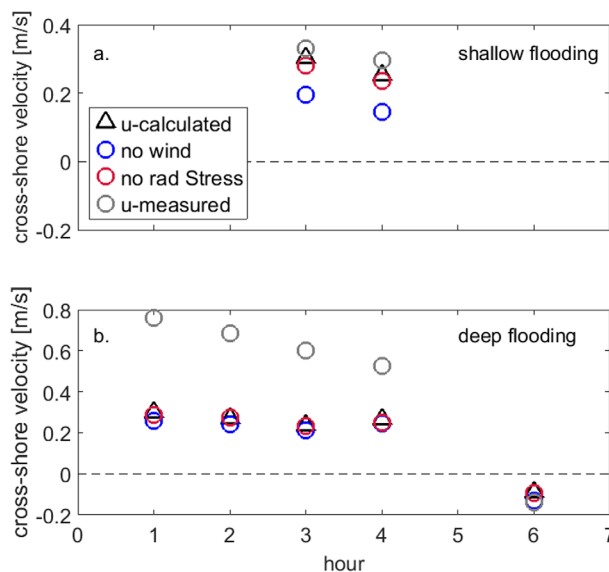 0.4
a.
shallow flooding
0.2
u-calculated
no wind
0
no rad Stress
u-measured
-0.2
cross-shore velocity [m/s]
0.8
b.
deep flooding
0.6
0.4
0.2
0
-0.2
cross-shore velocity [m/s]
0 1 2 3 4 5 6 7
hour